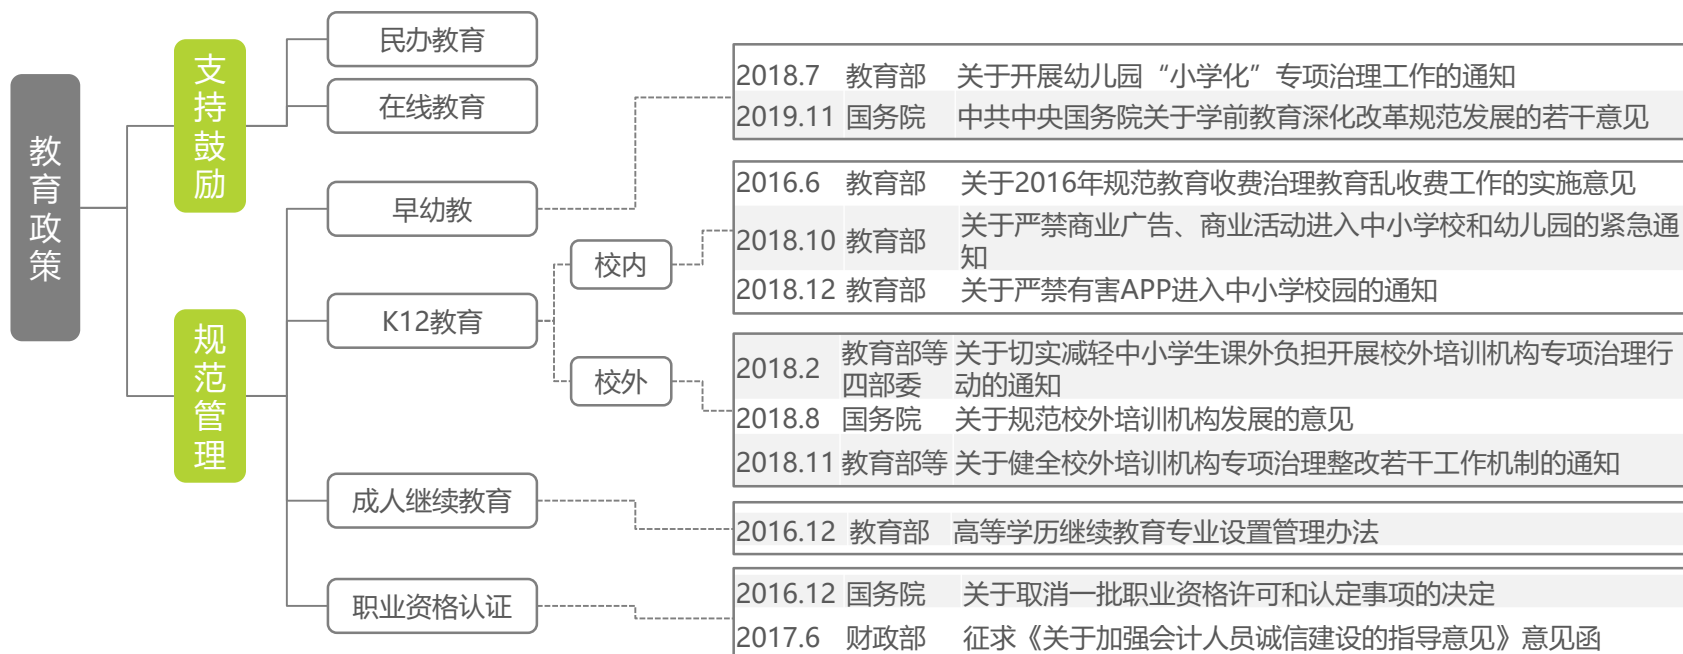 教育政策
支持鼓励
民办教育
在线教育
规范管理
早幼教
2018.7 教育部 关于开展幼儿园“小学化”专项治理工作的通知
2019.11 国务院 中共中央国务院关于学前教育深化改革规范发展的若干意见
K12教育
校内
2016.6 教育部 关于2016年规范教育收费治理教育乱收费工作的实施意见
2018.10 教育部 关于严禁商业广告、商业活动进入中小学校和幼儿园的紧急通
知
2018.12 教育部 关于严禁有害APP进入中小学校园的通知
校外
2018.2 教育部等 关于切实减轻中小学生课外负担开展校外培训机构专项治理行
四部委 动的通知
2018.8 国务院 关于规范校外培训机构发展的意见
2018.11 教育部等 关于健全校外培训机构专项治理整改若干工作机制的通知
成人继续教育
2016.12 教育部 高等学历继续教育专业设置管理办法
职业资格认证
2016.12 国务院 关于取消一批职业资格许可和认定事项的决定
2017.6 财政部 征求《关于加强会计人员诚信建设的指导意见》意见函